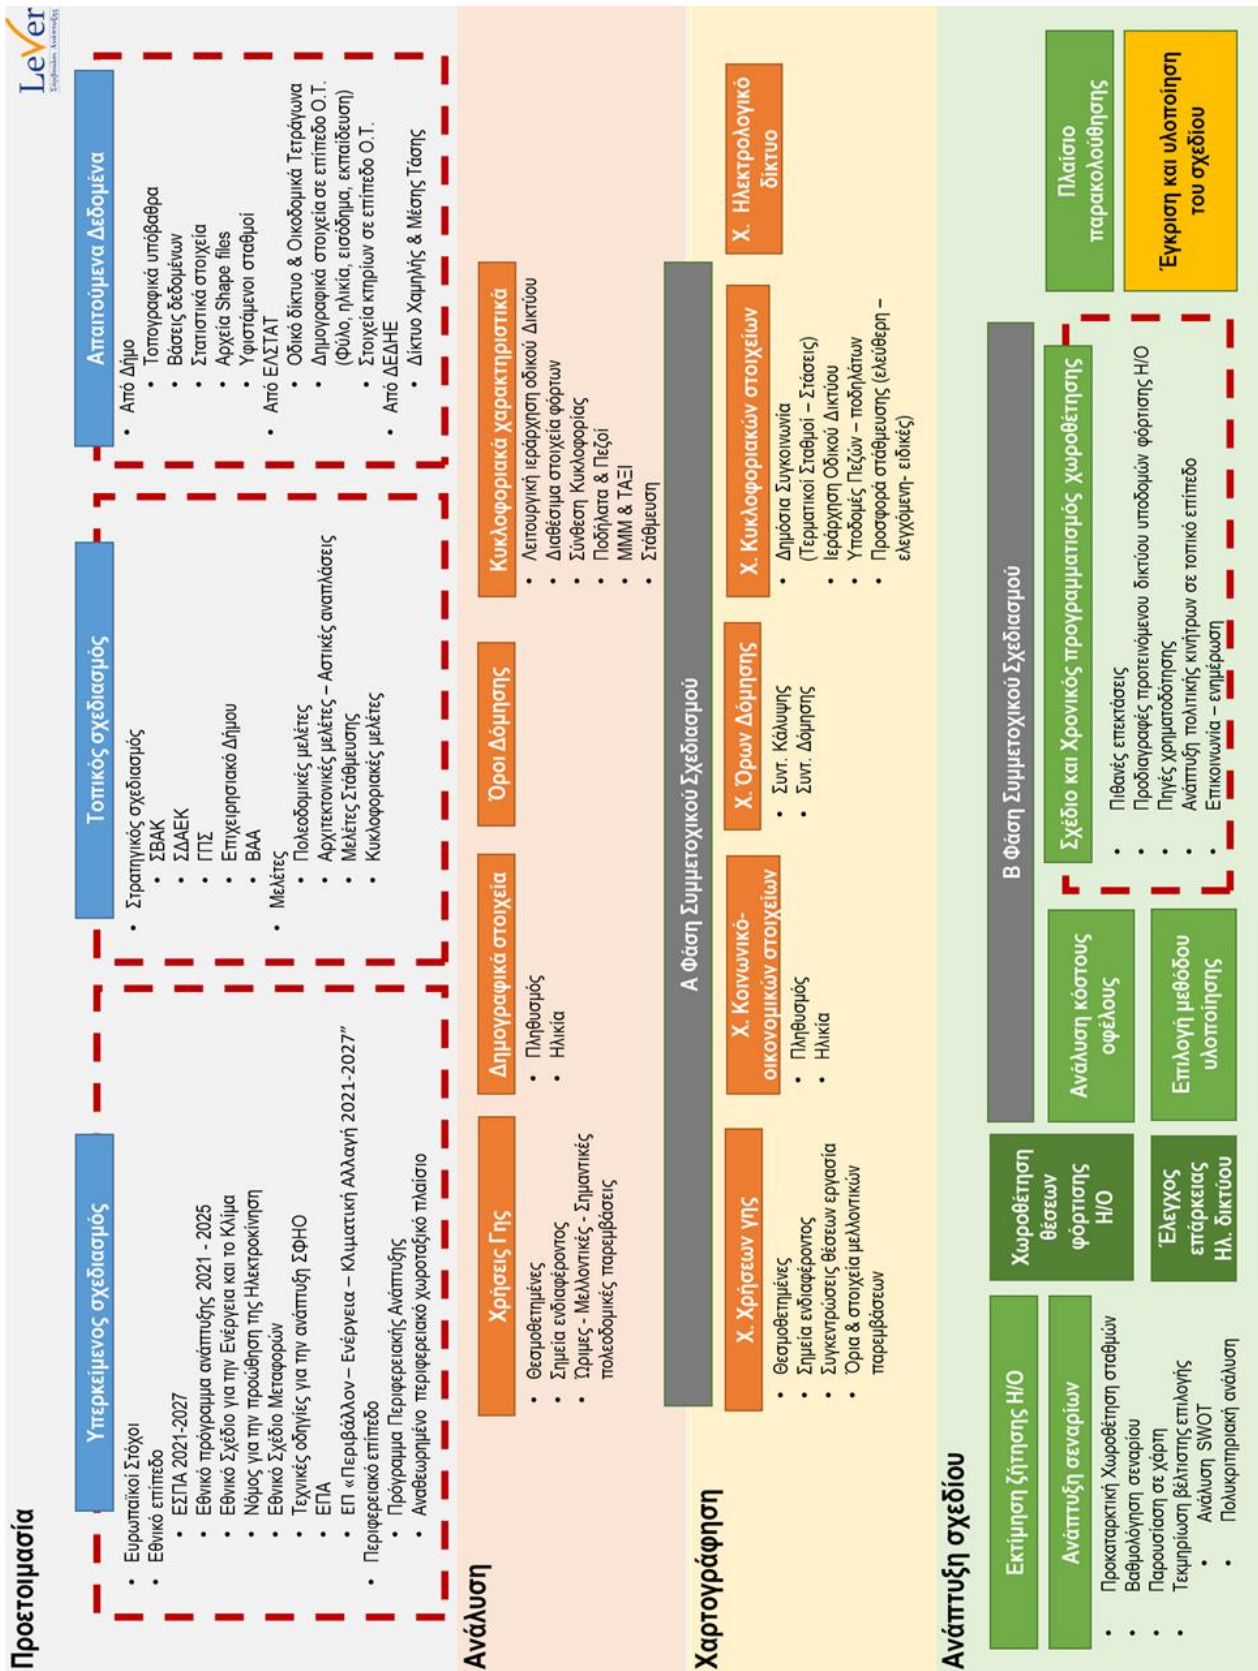 Προετοιμασία
LeVer
Σύμβουλοι Ανάπτυξης
Υπερκείμενος σχεδιασμός
• Ευρωπαϊκοί Στόχοι
• Εθνικό επίπεδο
• ΕΣΠΑ 2021-2027
• Εθνικό πρόγραμμα ανάπτυξης 2021 - 2025
• Εθνικό Σχέδιο για την Ενέργεια και το Κλίμα
• Νόμος για την προώθηση της Ηλεκτροκίνηση
• Εθνικό Σχέδιο Μεταφορών
• Τεχνικές οδηγίες για την ανάπτυξη ΣΦΗΟ
• ΕΠΑ
• ΕΠ «Περιβάλλον – Ενέργεια – Κλιματική Αλλαγή 2021-2027”
• Περιφερειακό επίπεδο
• Πρόγραμμα Περιφερειακής Ανάπτυξης
• Αναθεωρημένο περιφερειακό χωροταξικό πλαίσιο
Τοπικός σχεδιασμός
• Στρατηγικός σχεδιασμός
• ΣΒΑΚ
• ΣΔΑΕΚ
• ΓΠΣ
• Επιχειρησιακό Δήμου
• ΒΑΑ
• Μελέτες
• Πολεοδομικές μελέτες
• Αρχιτεκτονικές μελέτες – Αστικές αναπλάσεις
• Μελέτες Στάθμευσης
• Κυκλοφοριακές μελέτες
Απαιτούμενα Δεδομένα
• Από Δήμο
• Τοπογραφικά υπόβαθρα
• Βάσεις δεδομένων
• Στατιστικά στοιχεία
• Αρχεία Shape files
• Υφιστάμενοι σταθμοί
• Από ΕΛΣΤΑΤ
• Οδικό δίκτυο & Οικοδομικά Τετράγωνα
• Δημογραφικά στοιχεία σε επίπεδο Ο.Τ.
(Φύλο, ηλικία, εισόδημα, εκπαίδευση)
• Στοιχεία κτηρίων σε επίπεδο Ο.Τ.
• Από ΔΕΔΗΕ
• Δίκτυο Χαμηλής & Μέσης Τάσης
Ανάλυση
Χρήσεις Γης
• Θεσμοθετημένες
• Σημεία ενδιαφέροντος
• Ώριμες - Μελλοντικές - Σημαντικές
πολεοδομικές παρεμβάσεις
Δημογραφικά στοιχεία
• Πληθυσμός
• Ηλικία
Όροι Δόμησης
Κυκλοφοριακά χαρακτηριστικά
• Λειτουργική ιεράρχηση οδικού Δικτύου
• Διαθέσιμα στοιχεία φόρτων
• Σύνθεση Κυκλοφορίας
• Ποδήλατα & Πεζοί
• ΜΜΜ & ΤΑΞΙ
• Στάθμευση
Α Φάση Συμμετοχικού Σχεδιασμού
Χαρτογράφηση
Χ. Χρήσεων γης
• Θεσμοθετημένες
• Σημεία ενδιαφέροντος
• Συγκεντρώσεις θέσεων εργασία
• Όρια & στοιχεία μελλοντικών
παρεμβάσεων
Χ. Κοινωνικό-
οικονομικών στοιχείων
• Πληθυσμός
• Ηλικία
Χ. Όρων Δόμησης
• Συντ. Κάλυψης
• Συντ. Δόμησης
Χ. Κυκλοφοριακών στοιχείων
• Δημόσια Συγκοινωνία
(Τερματικοί Σταθμοί – Στάσεις)
• Ιεράρχηση Οδικού Δικτύου
• Υποδομές Πεζών – ποδηλάτων
• Προσφορά στάθμευσης (ελεύθερη –
ελεγχόμενη- ειδικές)
Χ. Ηλεκτρολογικό
δίκτυο
Ανάπτυξη σχεδίου
Εκτίμηση ζήτησης Η/Ο
Ανάπτυξη σεναρίων
• Προκαταρκτική Χωροθέτηση σταθμών
• Βαθμολόγηση σεναρίου
• Παρουσίαση σε χάρτη
• Τεκμηρίωση βέλτιστης επιλογής
• Ανάλυση SWOT
• Πολυκριτηριακή ανάλυση
Χωροθέτηση
θέσεων
φόρτισης
Η/Ο
Έλεγχος
επάρκειας
Ηλ. δικτύου
Β Φάση Συμμετοχικού Σχεδιασμού
Ανάλυση κόστους
οφέλους
Επιλογή μεθόδου
υλοποίησης
Σχέδιο και Χρονικός προγραμματισμός χωροθέτησης
• Πιθανές επεκτάσεις
• Προδιαγραφές προτεινόμενου δικτύου υποδομών φόρτισης Η/Ο
• Πηγές χρηματοδότησης
• Ανάπτυξη πολιτικής κινήτρων σε τοπικό επίπεδο
• Επικοινωνία – ενημέρωση
Πλαίσιο
παρακολούθησης
Έγκριση και υλοποίηση
του σχεδίου